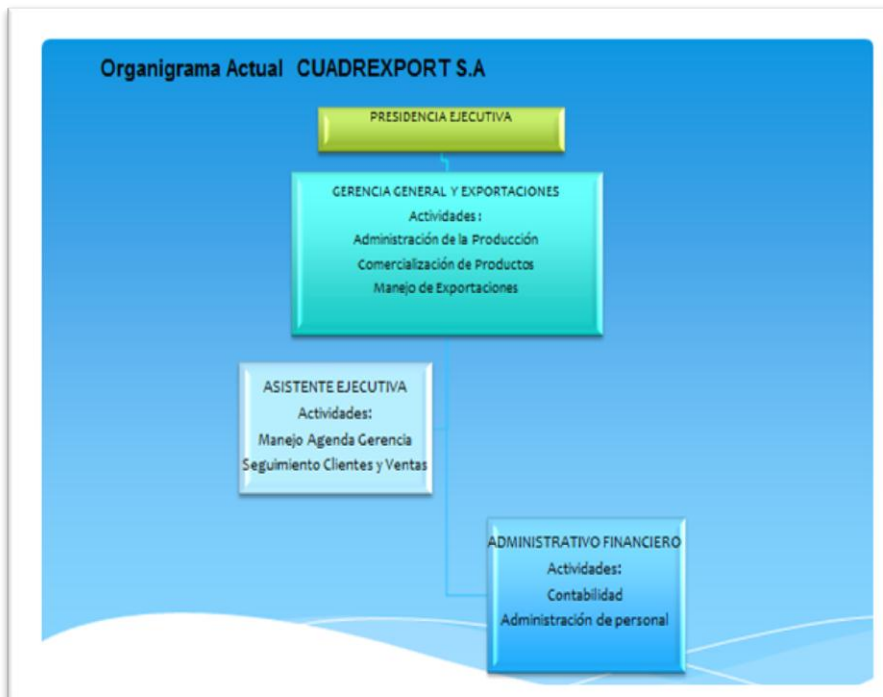 Organigrama Actual CUADREXPORT S.A
PRESIDENCIA EJECUTIVA
GERENCIA GENERAL Y EXPORTACIONES
Actividades:
Administración de la Producción
Comercialización de Productos
Manejo de Exportaciones
ASISTENTE EJECUTIVA
Actividades:
Manejo Agenda Gerencia
Seguimiento Clientes y Ventas
ADMINISTRATIVO FINANCIERO
Actividades:
Contabilidad
Administración de personal